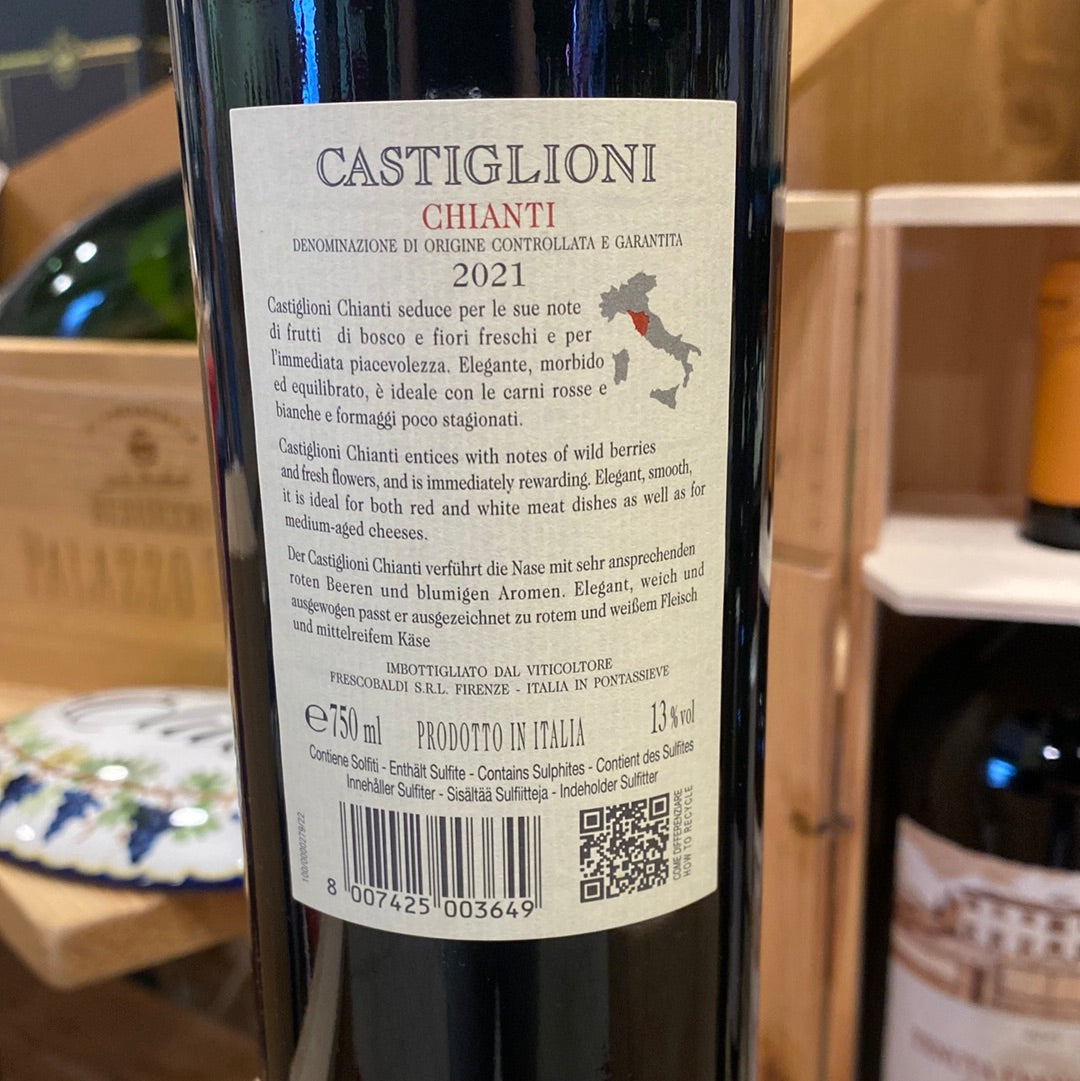 CASTIGLIONI
CHIANTI
DENOMINAZIONE DI ORIGINE CONTROLLATA E GARANTITA
2021
Castiglioni Chianti seduce per le sue note
di frutti di bosco e fiori freschi e per
l'immediata piacevolezza. Elegante, morbido
ed equilibrato, è ideale con le carni rosse e
bianche e formaggi poco stagionati.
Castiglioni Chianti entices with notes of wild berries
and fresh flowers, and is immediately rewarding. Elegant, smooth,
it is ideal for both red and white meat dishes as well as for
medium-aged cheeses.
Der Castiglioni Chianti verführt die Nase mit sehr ansprechenden
roten Beeren und blumigen Aromen. Elegant, weich und
ausgewogen passt er ausgezeichnet zu rotem und weißem Fleisch
und mittelreifem Käse
IMBOTTIGLIATO DAL VITICOLTORE
FRESCOBALDI S.R.L. FIRENZE - ITALIA IN PONTASSIEVE
℮750 ml PRODOTTO IN ITALIA 13% vol
Contiene Solfiti - Enthält Sulfite - Contains Sulphites - Contient des Sulfites
Innehåller Sulfiter - Sisältää Sulfiitteja - Indeholder Sulfitter
100/0000279/22
8 007425 003649
COME DIFFERENZIARE
HOW TO RECYCLE
PALAZZO